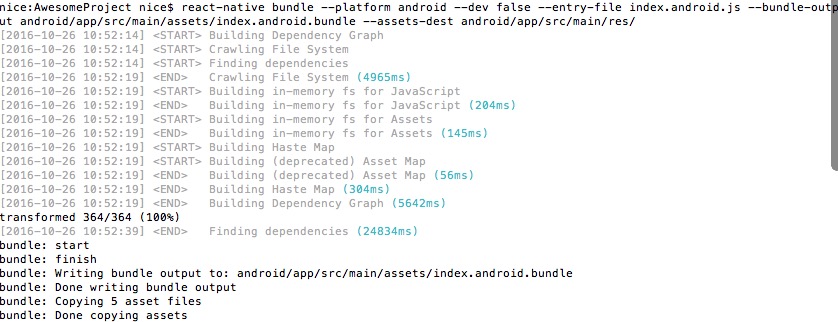 nice:AwesomeProject nice$ react-native bundle --platform android --dev false --entry-file index.android.js --bundle-outp
ut android/app/src/main/assets/index.android.bundle --assets-dest android/app/src/main/res/
[2016-10-26 10:52:14] <START> Building Dependency Graph
[2016-10-26 10:52:14] <START> Crawling File System
[2016-10-26 10:52:14] <START> Finding dependencies
[2016-10-26 10:52:19] <END>   Crawling File System (4965ms)
[2016-10-26 10:52:19] <START> Building in-memory fs for JavaScript
[2016-10-26 10:52:19] <END>   Building in-memory fs for JavaScript (204ms)
[2016-10-26 10:52:19] <START> Building in-memory fs for Assets
[2016-10-26 10:52:19] <END>   Building in-memory fs for Assets (145ms)
[2016-10-26 10:52:19] <START> Building Haste Map
[2016-10-26 10:52:19] <START> Building (deprecated) Asset Map
[2016-10-26 10:52:19] <END>   Building (deprecated) Asset Map (56ms)
[2016-10-26 10:52:19] <END>   Building Haste Map (304ms)
[2016-10-26 10:52:19] <END>   Building Dependency Graph (5642ms)
transformed 364/364 (100%)
[2016-10-26 10:52:39] <END>   Finding dependencies (24834ms)
bundle: start
bundle: finish
bundle: Writing bundle output to: android/app/src/main/assets/index.android.bundle
bundle: Done writing bundle output
bundle: Copying 5 asset files
bundle: Done copying assets